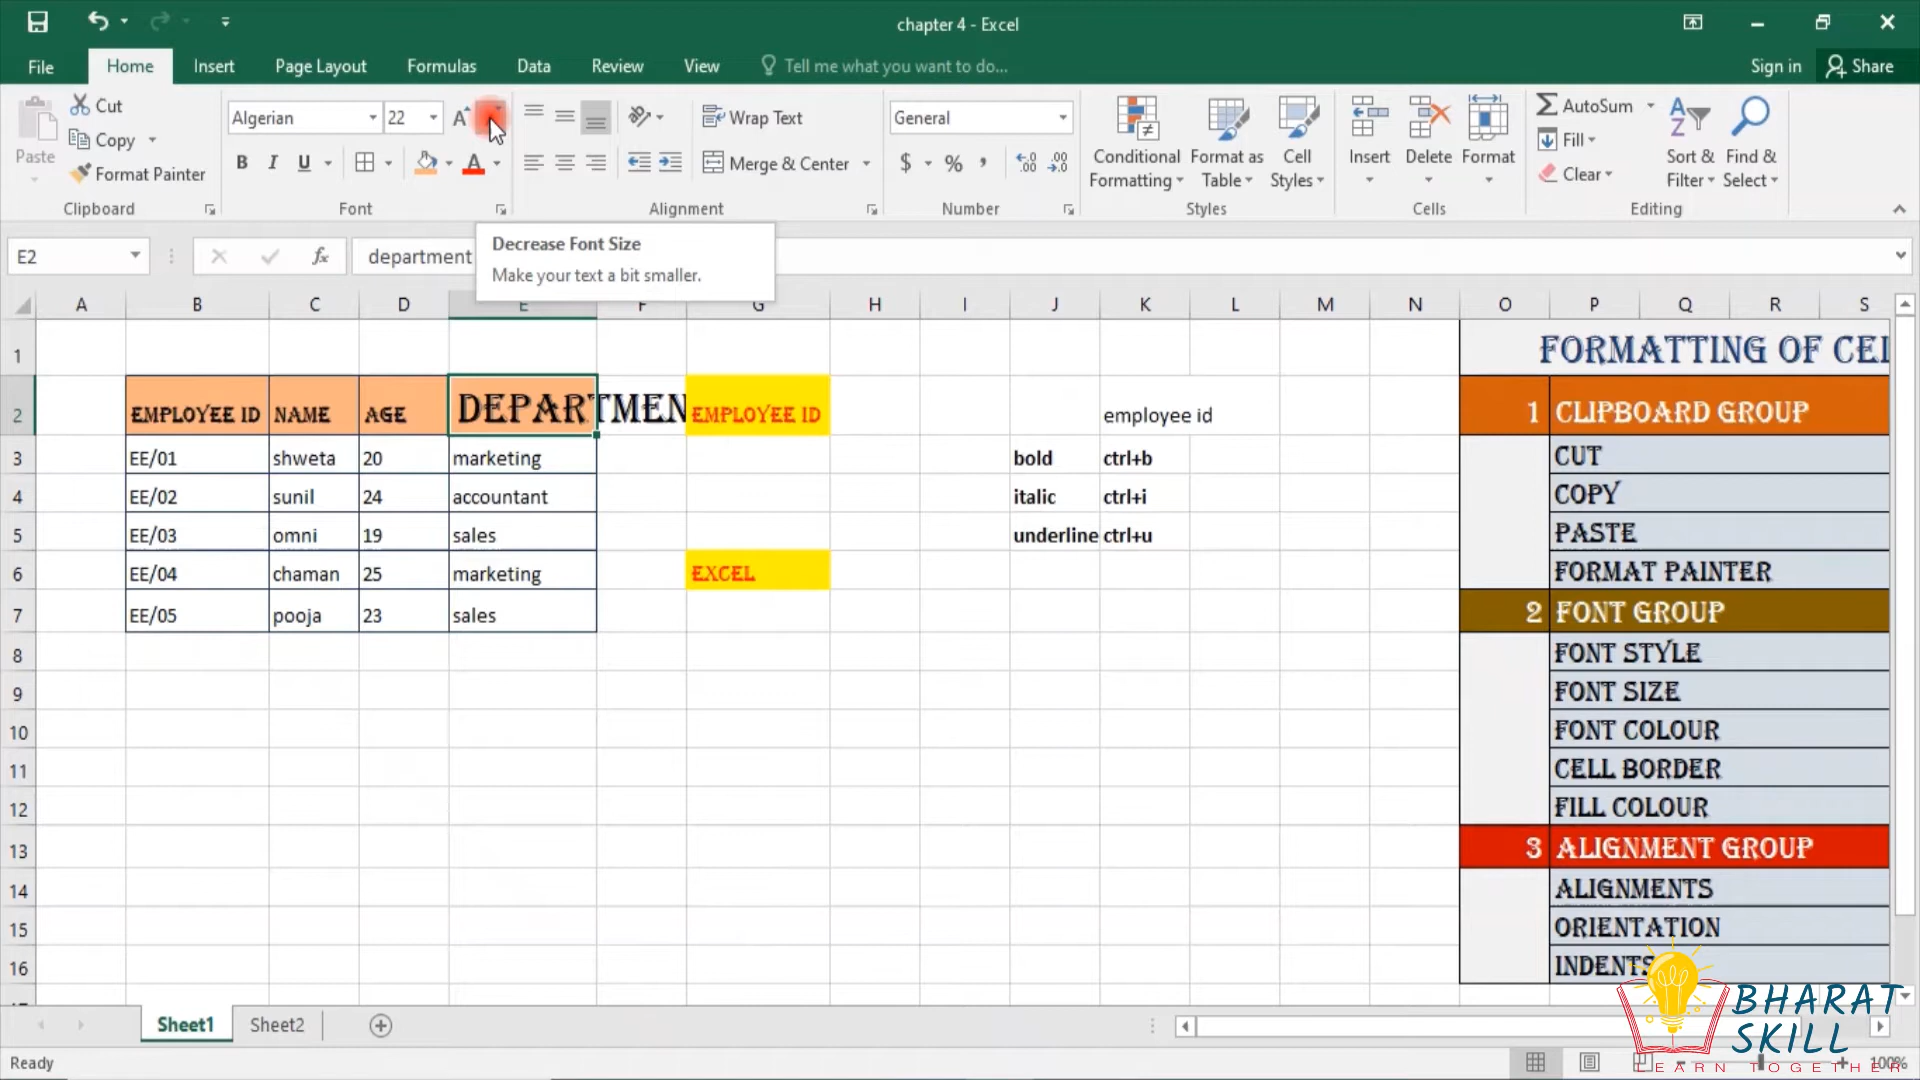 chapter 4 - Excel
File Home Insert Page Layout Formulas Data Review View Tell me what you want to do... Sign in Share
Paste
Cut
Copy
Format Painter
Clipboard
Algerian 22
B I U
Font
Wrap Text
Merge & Center
Alignment
General
$ % ,
Number
Conditional Formatting
Format as Table
Cell Styles
Styles
Insert Delete Format
Cells
AutoSum
Fill
Clear
Sort & Filter
Find & Select
Editing
E2 fx department
Decrease Font Size
Make your text a bit smaller.
A B C D E F G H I J K L M N O P Q R S
1 FORMATTING OF CEL
2 EMPLOYEE ID NAME AGE DEPARTMEN EMPLOYEE ID employee id 1 CLIPBOARD GROUP
3 EE/01 shweta 20 marketing bold ctrl+b CUT
4 EE/02 sunil 24 accountant italic ctrl+i COPY
5 EE/03 omni 19 sales underline ctrl+u PASTE
6 EE/04 chaman 25 marketing EXCEL FORMAT PAINTER
7 EE/05 pooja 23 sales 2 FONT GROUP
8 FONT STYLE
9 FONT SIZE
10 FONT COLOUR
11 CELL BORDER
12 FILL COLOUR
13 3 ALIGNMENT GROUP
14 ALIGNMENTS
15 ORIENTATION
16 INDENTS
Sheet1 Sheet2
Ready 100%
BHARAT
SKILL
LEARN TOGETHER